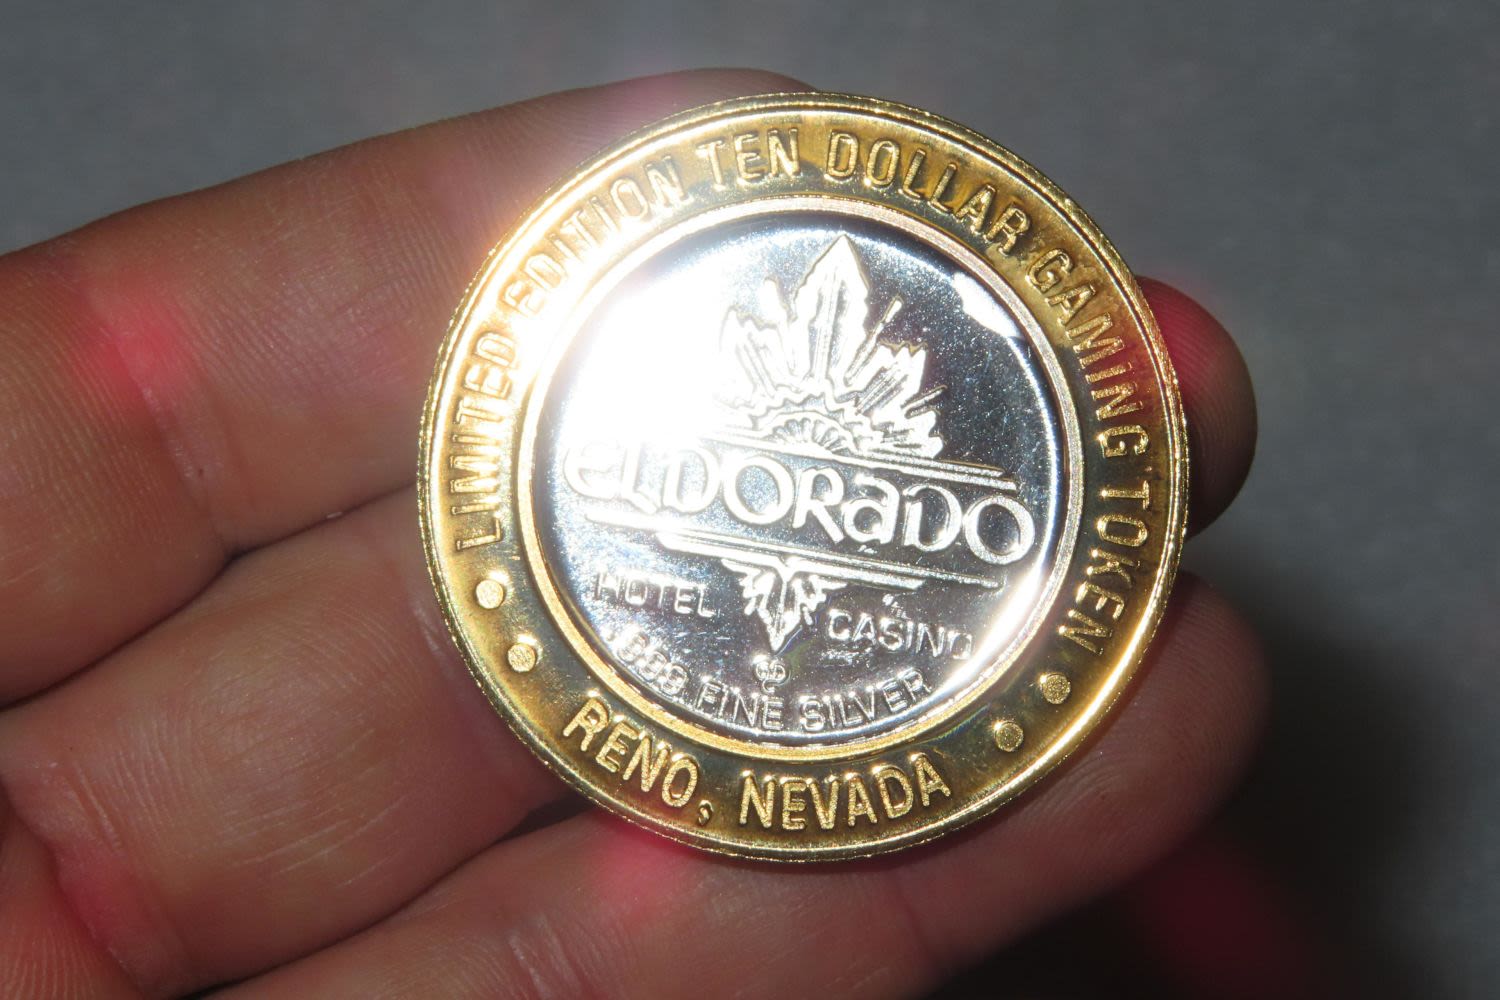 LIMITED EDITION TEN DOLLAR GAMING TOKEN
ELDORADO
HOTEL CASINO
.999 FINE SILVER
RENO, NEVADA